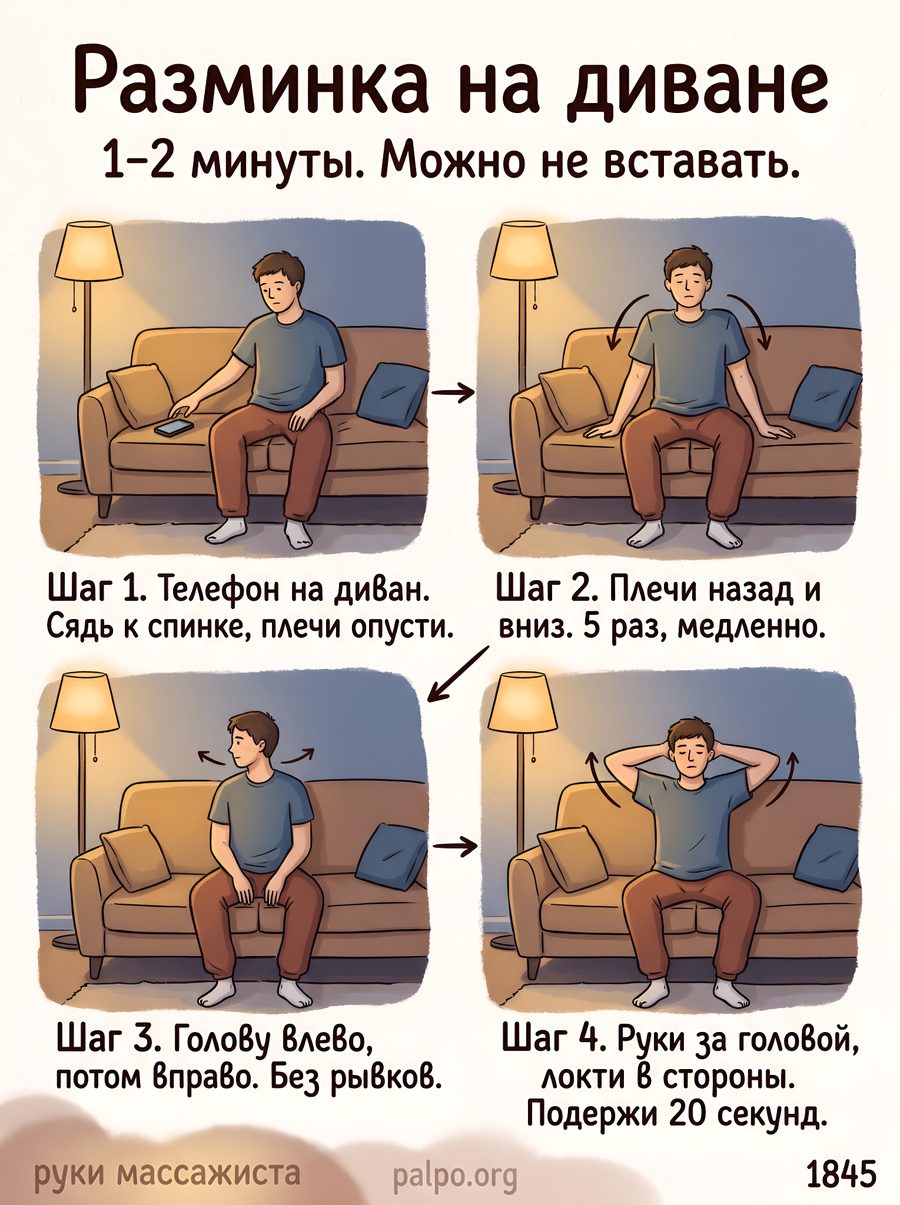 Разминка на диване
1–2 минуты. Можно не вставать.
Шаг 1. Телефон на диван.
Сядь к спинке, плечи опусти.
Шаг 2. Плечи назад и
вниз. 5 раз, медленно.
Шаг 3. Голову влево,
потом вправо. Без рывков.
Шаг 4. Руки за головой,
локти в стороны.
Подержи 20 секунд.
руки массажиста
palpo.org
1845